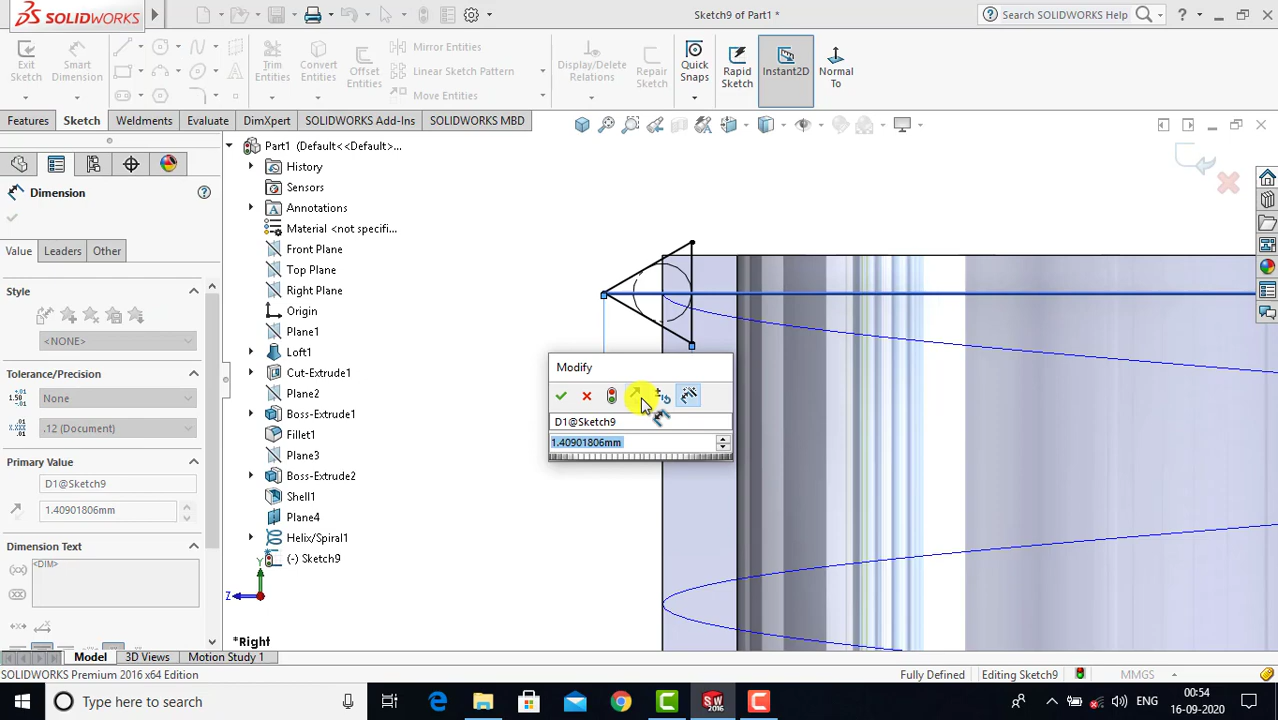 SOLIDWORKS
Sketch9 of Part1 *
Search SOLIDWORKS
Exit Sketch
Smart Dimension
Trim Entities
Convert Entities
Offset Entities
Mirror Entities
Linear Sketch Pattern
Move Entities
Display/Delete Relations
Repair Sketch
Quick Snaps
Rapid Sketch
Instant2D
Normal To
Features Sketch Weldments Evaluate DimXpert SOLIDWORKS Add-Ins SOLIDWORKS MBD
Dimension
Value Leaders Other
Style
<NONE>
Tolerance/Precision
None
.12 (Document)
Primary Value
D1@Sketch9
1.40901806mm
Dimension Text
<DIM>
Part1 (Default<<Default>...
History
Sensors
Annotations
Material <not specifi...
Front Plane
Top Plane
Right Plane
Origin
Plane1
Loft1
Cut-Extrude1
Plane2
Boss-Extrude1
Fillet1
Plane3
Boss-Extrude2
Shell1
Plane4
Helix/Spiral1
(-) Sketch9
Y
Z
*Right
Modify
D1@Sketch9
1.40901806mm
Model 3D Views Motion Study 1
SOLIDWORKS Premium 2016 x64 Edition
Fully Defined Editing Sketch9 MMGS
Type here to search
ENG
00:54
16-09-2020